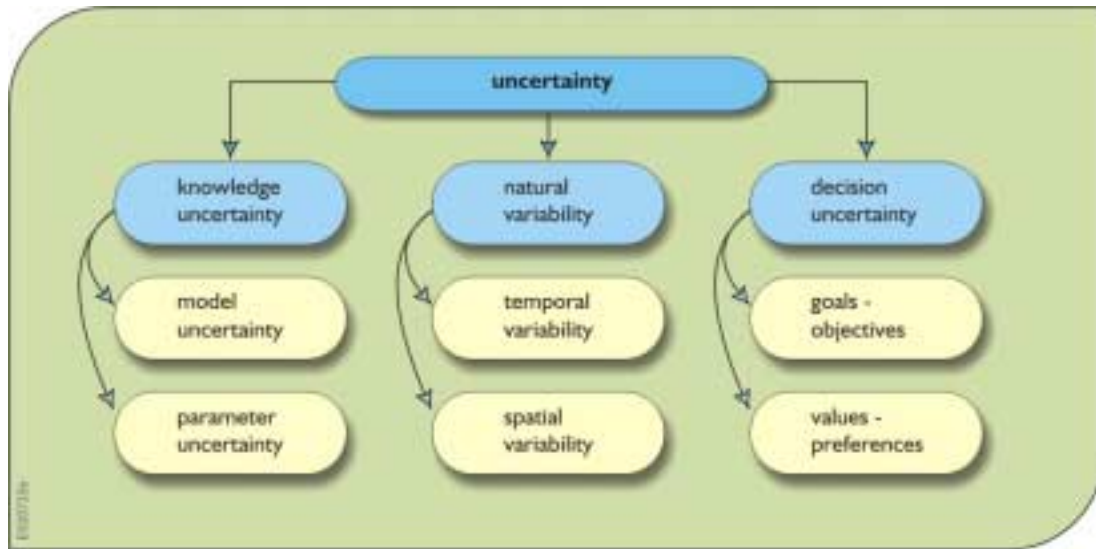 uncertainty
knowledge
uncertainty
natural
variability
decision
uncertainty
model
uncertainty
temporal
variability
goals -
objectives
parameter
uncertainty
spatial
variability
values -
preferences